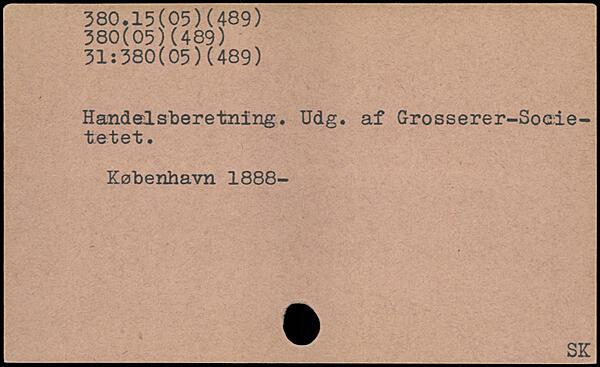 380.15(05)(489)
380(05)(489)
31:380(05)(489)
Handelsberetning. Udg. af Grosserer-Socie-
tetet.
København 1888-
SK